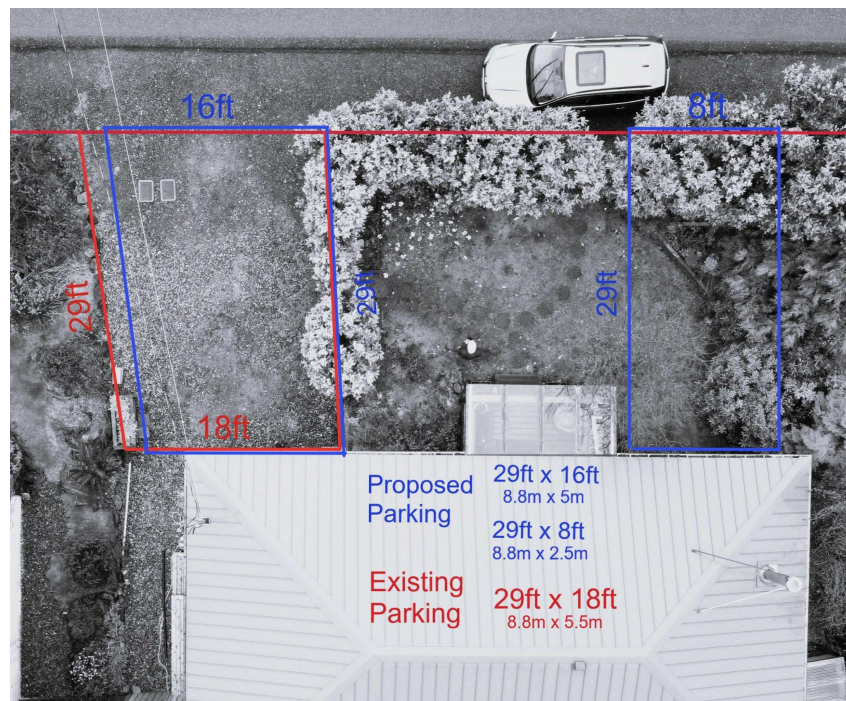 16ft
8ft
29ft
29ft
29ft
18ft
Proposed
Parking
29ft x 16ft
8.8m x 5m
29ft x 8ft
8.8m x 2.5m
Existing
Parking
29ft x 18ft
8.8m x 5.5m